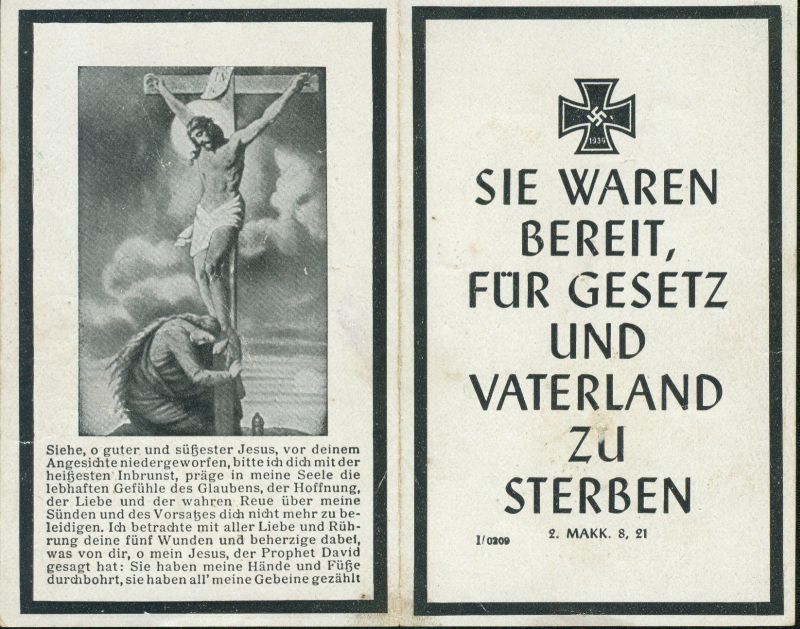 Siehe, o guter und süßester Jesus, vor deinem
Angesichte niedergeworfen, bitte ich dich mit der
heißesten Inbrunst, präge in meine Seele die
lebhaften Gefühle des Glaubens, der Hoffnung,
der Liebe und der wahren Reue über meine
Sünden und des Vorsatzes dich nicht mehr zu be-
leidigen. Ich betrachte mit aller Liebe und Rüh-
rung deine fünf Wunden und beherzige dabei,
was von dir, o mein Jesus, der Prophet David
gesagt hat: Sie haben meine Hände und Füße
durchbohrt, sie haben all' meine Gebeine gezählt
1939
SIE WAREN
BEREIT,
FÜR GESETZ
UND
VATERLAND
ZU
STERBEN
2. MAKK. 8, 21
I/0209